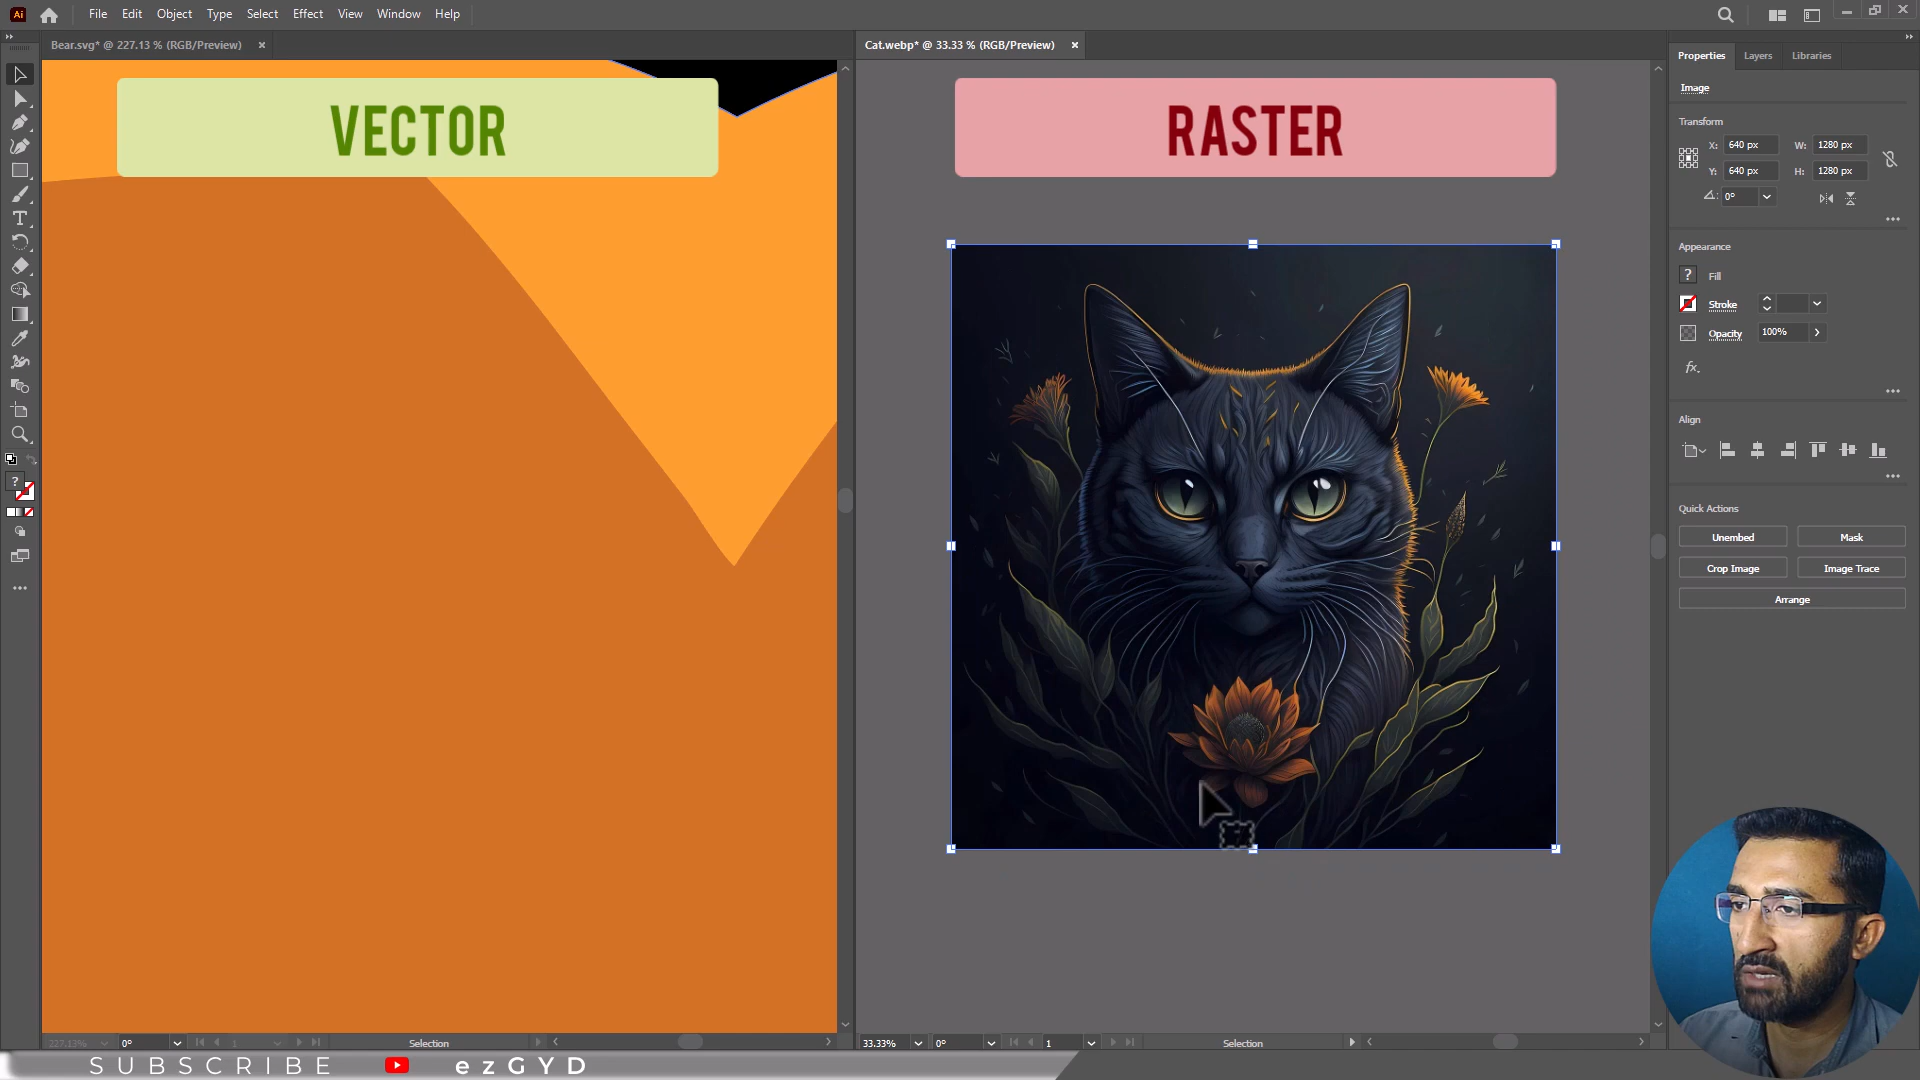 Ai File Edit Object Type Select Effect View Window Help
Bear.svg* @ 227.13 % (RGB/Preview)
Cat.webp* @ 33.33 % (RGB/Preview)
VECTOR
RASTER
Properties Layers Libraries
Image
Transform
X: 640 px W: 1280 px
Y: 640 px H: 1280 px
0°
Appearance
? Fill
Stroke
Opacity 100%
fx.
Align
Quick Actions
Unembed Mask
Crop Image Image Trace
Arrange
?
227.13% 0° 1 Selection
33.33% 0° 1 Selection
SUBSCRIBE ezGYD